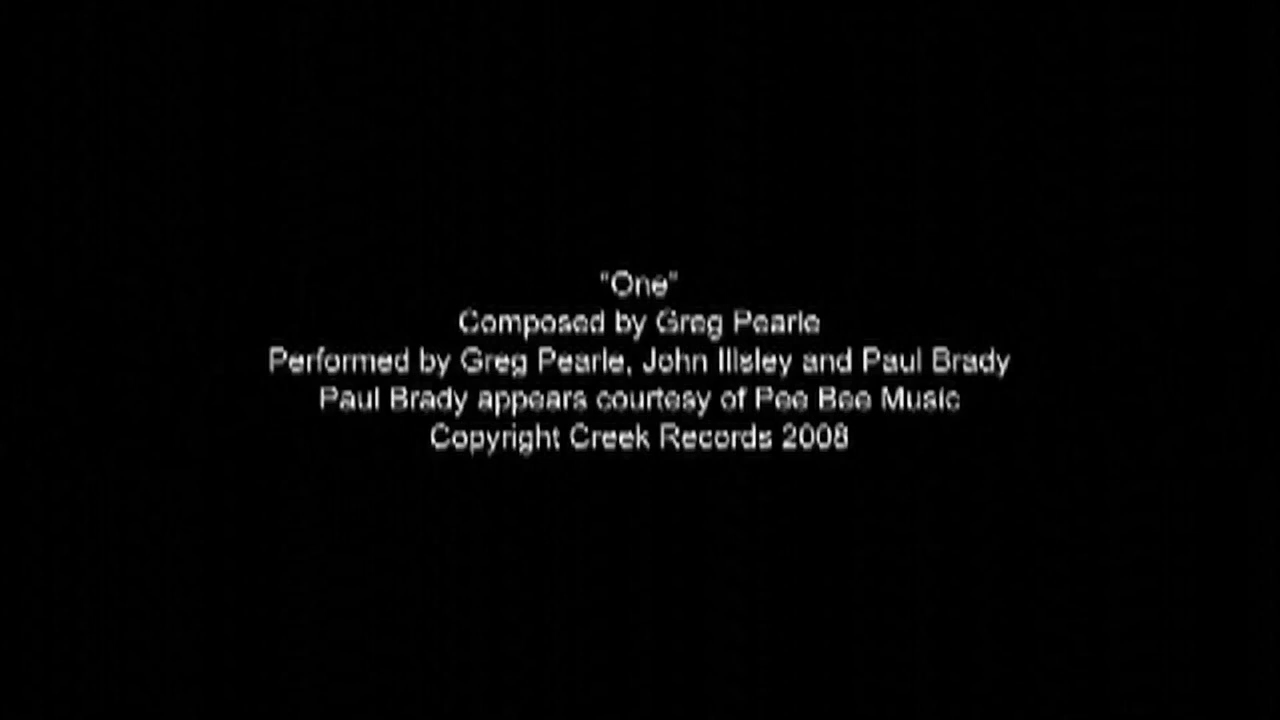 "One"
Composed by Greg Pearle
Performed by Greg Pearle, John Illsley and Paul Brady
Paul Brady appears courtesy of Pee Bee Music
Copyright Creek Records 2008